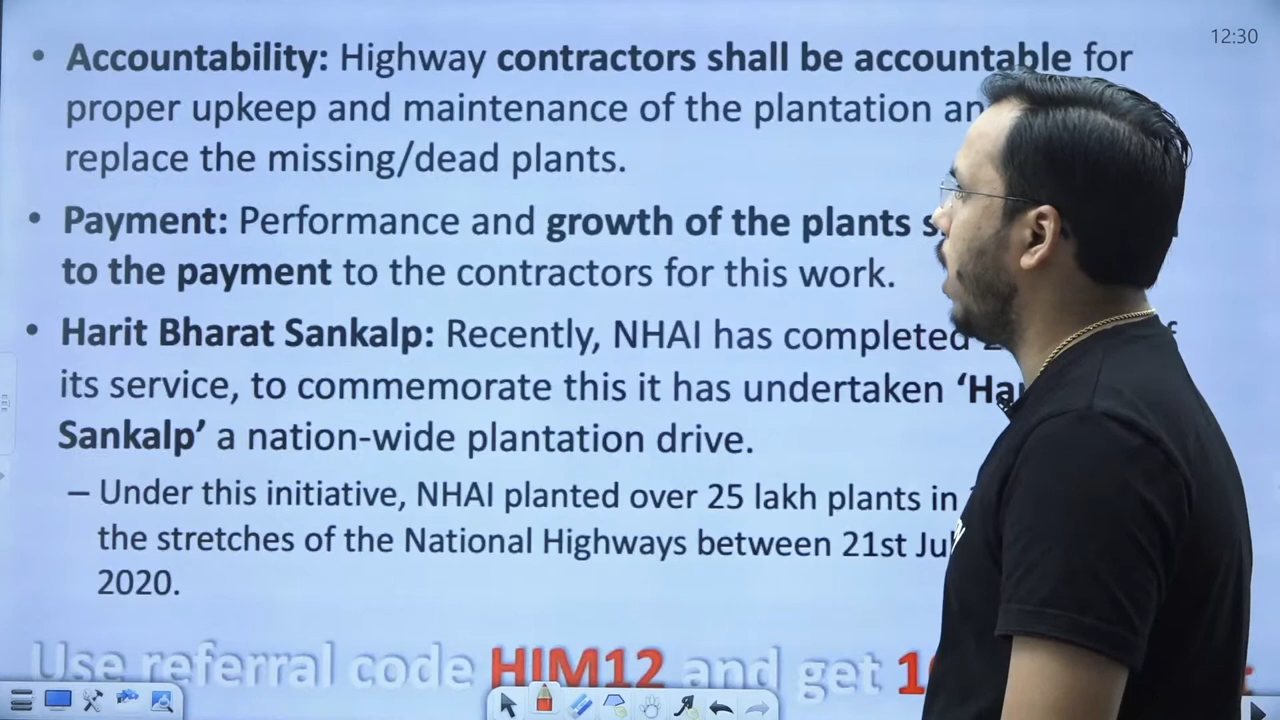 12:30
• Accountability: Highway contractors shall be accountable for
proper upkeep and maintenance of the plantation
replace the missing/dead plants.
• Payment: Performance and growth of the plants
to the payment to the contractors for this work.
• Harit Bharat Sankalp: Recently, NHAI has completed
its service, to commemorate this it has undertaken
Sankalp’ a nation-wide plantation drive.
– Under this initiative, NHAI planted over 25 lakh plants in
the stretches of the National Highways between 21st
2020.
Use referral code HIM12 and get